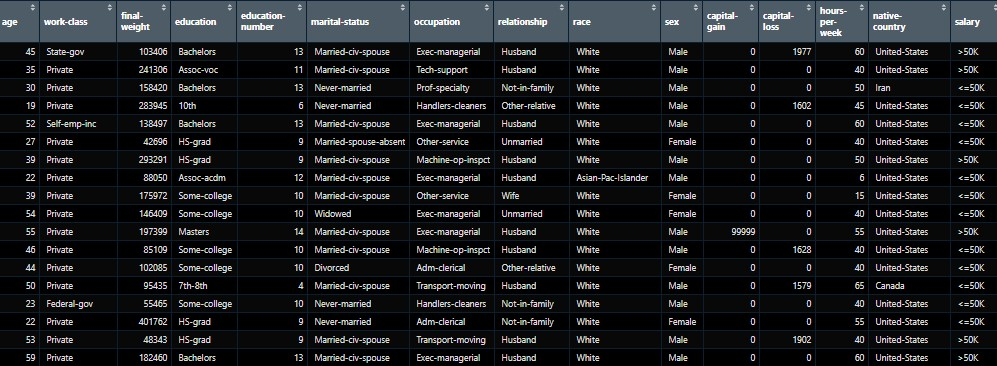 age work-class final-weight education education-number marital-status occupation relationship race sex capital-gain capital-loss hours-per-week native-country salary
45 State-gov 103406 Bachelors 13 Married-civ-spouse Exec-managerial Husband White Male 0 1977 60 United-States >50K
35 Private 241306 Assoc-voc 11 Married-civ-spouse Tech-support Husband White Male 0 0 40 United-States >50K
30 Private 158420 Bachelors 13 Never-married Prof-specialty Not-in-family White Male 0 0 50 Iran <=50K
19 Private 283945 10th 6 Never-married Handlers-cleaners Other-relative White Male 0 1602 45 United-States <=50K
52 Self-emp-inc 138497 Bachelors 13 Married-civ-spouse Exec-managerial Husband White Male 0 0 60 United-States <=50K
27 Private 42696 HS-grad 9 Married-spouse-absent Other-service Unmarried White Female 0 0 40 United-States <=50K
39 Private 293291 HS-grad 9 Married-civ-spouse Machine-op-inspct Husband White Male 0 0 50 United-States >50K
22 Private 88050 Assoc-acdm 12 Married-civ-spouse Exec-managerial Husband Asian-Pac-Islander Male 0 0 6 United-States <=50K
39 Private 175972 Some-college 10 Married-civ-spouse Other-service Wife White Female 0 0 15 United-States <=50K
54 Private 146409 Some-college 10 Widowed Exec-managerial Unmarried White Female 0 0 40 United-States <=50K
55 Private 197399 Masters 14 Married-civ-spouse Exec-managerial Husband White Male 99999 0 55 United-States >50K
46 Private 85109 Some-college 10 Married-civ-spouse Machine-op-inspct Husband White Male 0 1628 40 United-States <=50K
44 Private 102085 Some-college 10 Divorced Adm-clerical Other-relative White Female 0 0 40 United-States <=50K
50 Private 95435 7th-8th 4 Married-civ-spouse Transport-moving Husband White Male 0 1579 65 Canada <=50K
23 Federal-gov 55465 Some-college 10 Never-married Handlers-cleaners Not-in-family White Male 0 0 40 United-States <=50K
22 Private 401762 HS-grad 9 Never-married Adm-clerical Not-in-family White Female 0 0 55 United-States <=50K
53 Private 48343 HS-grad 9 Married-civ-spouse Transport-moving Husband White Male 0 1902 40 United-States >50K
59 Private 182460 Bachelors 13 Married-civ-spouse Exec-managerial Husband White Male 0 0 60 United-States >50K